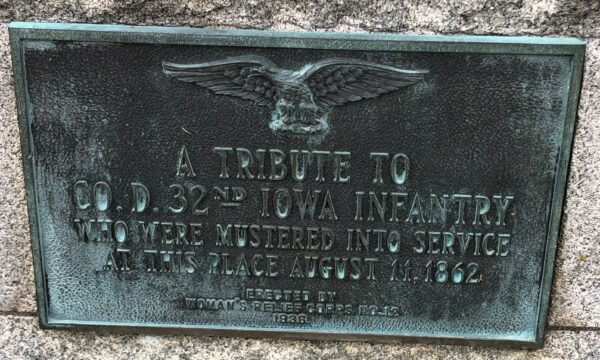 A TRIBUTE TO
CO. D. 32ND IOWA INFANTRY
WHO WERE MUSTERED INTO SERVICE
AT THIS PLACE AUGUST 11, 1862
ERECTED BY
WOMAN'S RELIEF CORPS NO. 13